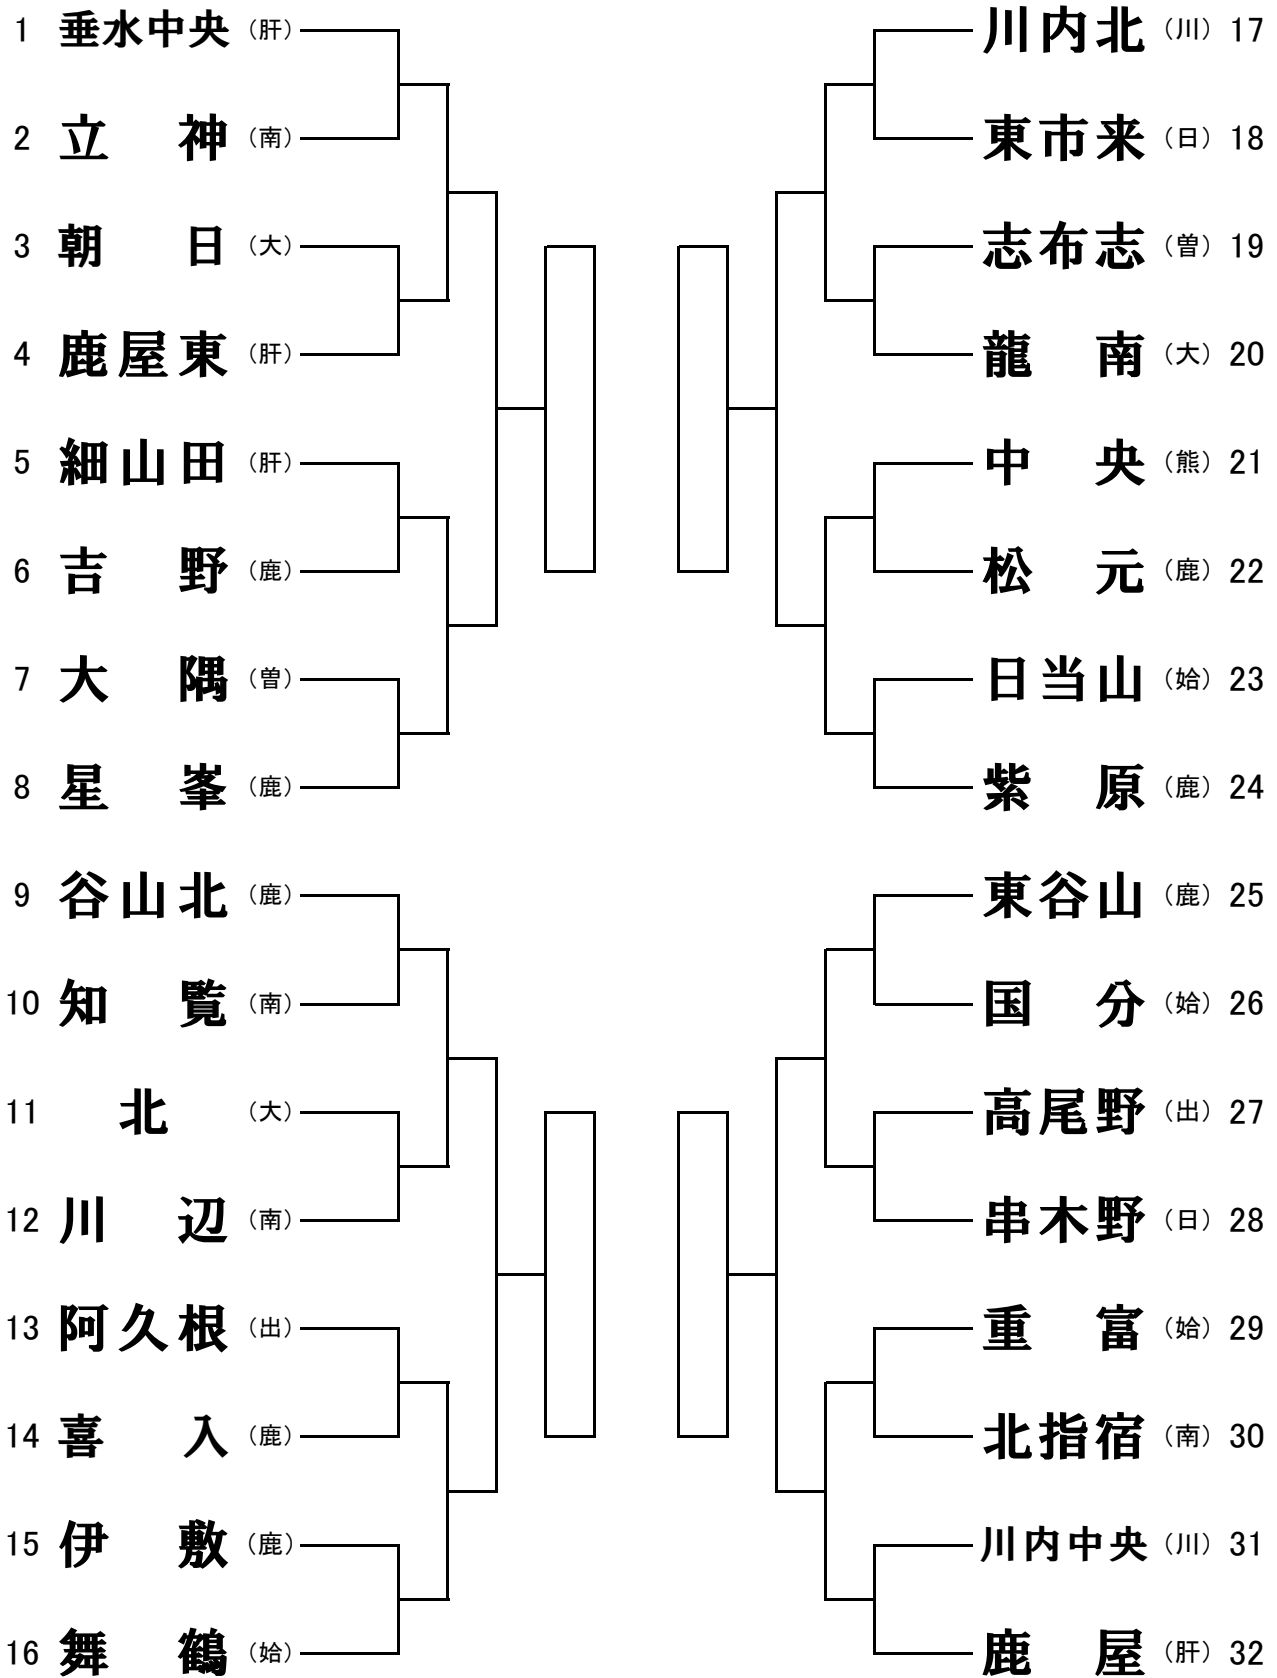 1 垂水中央 (肝)
2 立神 (南)
3 朝日 (大)
4 鹿屋東 (肝)
5 細山田 (肝)
6 吉野 (鹿)
7 大隅 (曽)
8 星峯 (鹿)
9 谷山北 (鹿)
10 知覧 (南)
11 北 (大)
12 川辺 (南)
13 阿久根 (出)
14 喜入 (鹿)
15 伊敷 (鹿)
16 舞鶴 (姶)
川内北 (川) 17
東市来 (日) 18
志布志 (曽) 19
龍南 (大) 20
中央 (熊) 21
松元 (鹿) 22
日当山 (姶) 23
紫原 (鹿) 24
東谷山 (鹿) 25
国分 (姶) 26
高尾野 (出) 27
串木野 (日) 28
重富 (姶) 29
北指宿 (南) 30
川内中央 (川) 31
鹿屋 (肝) 32